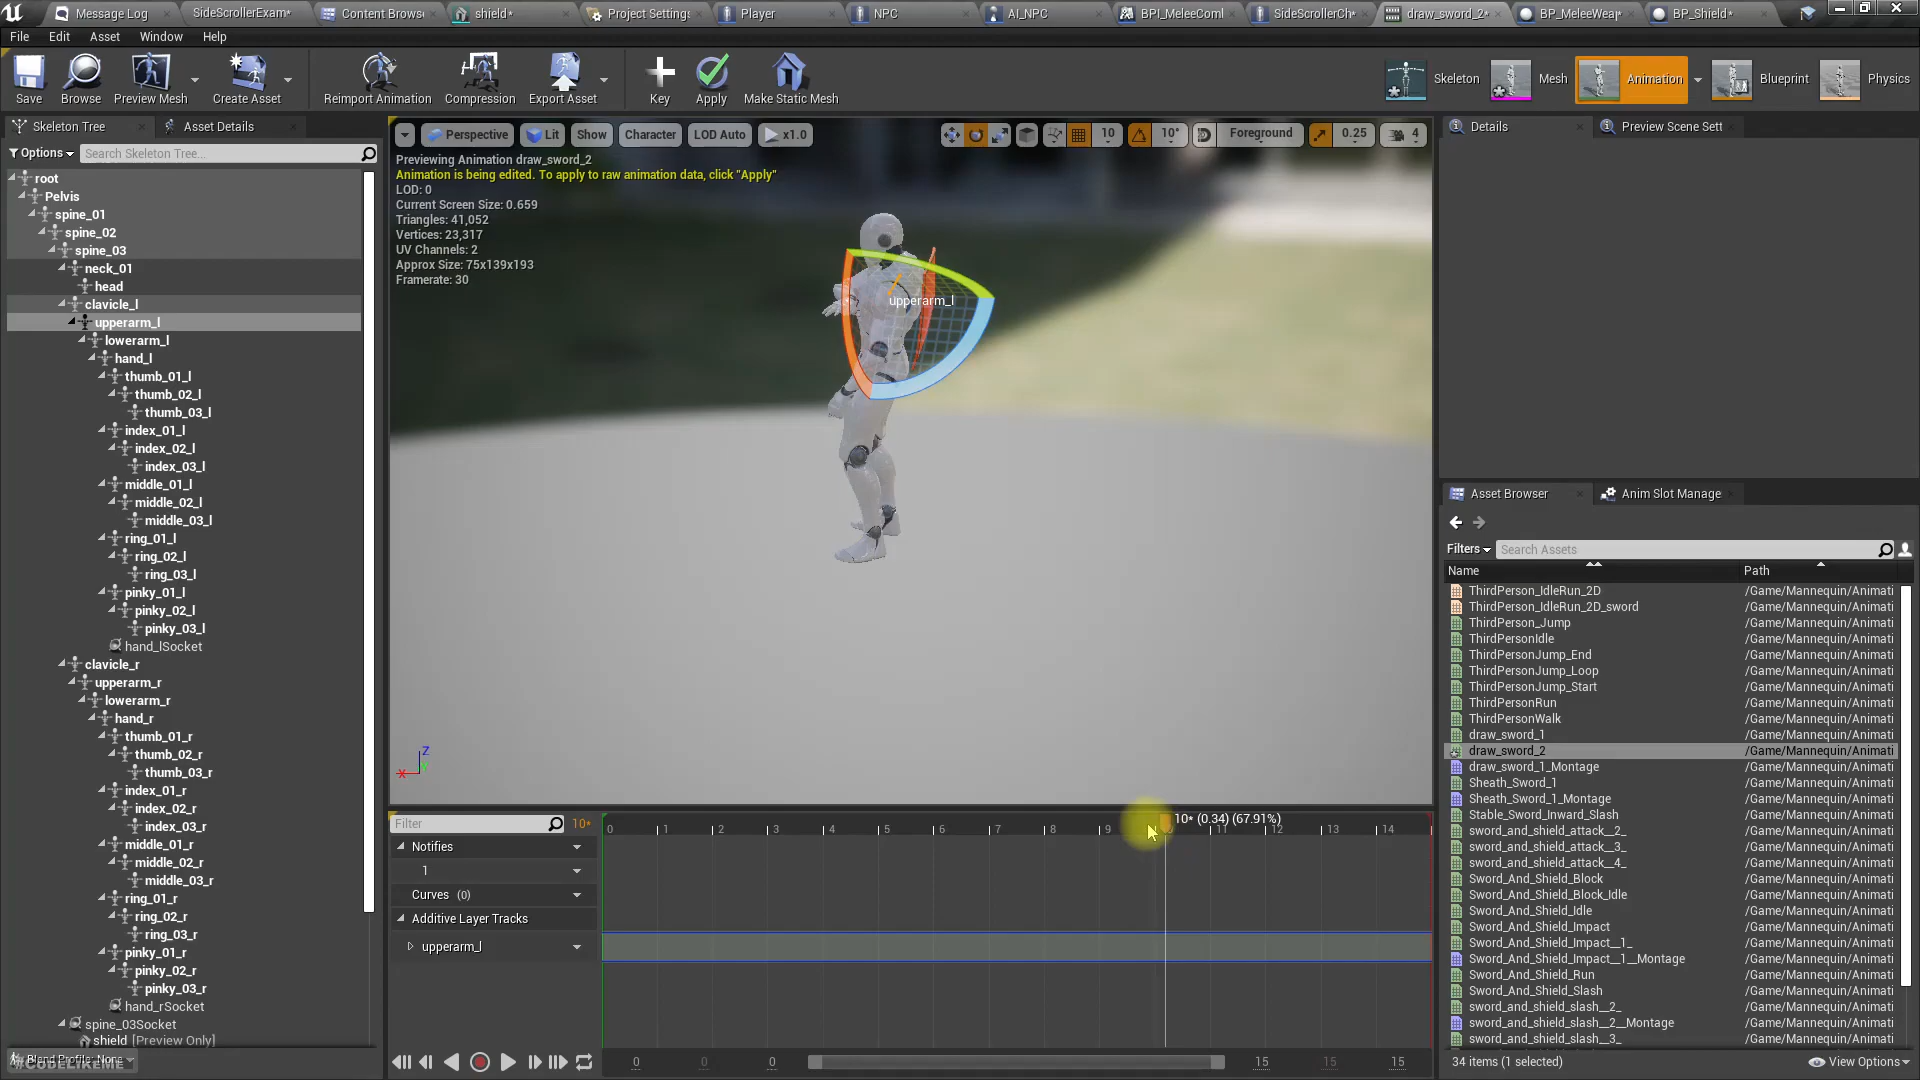 Message Log
SideScrollerExam*
Content Brows
shield*
Project Settings
Player
NPC
AI_NPC
BPI_MeleeComl
SideScrollerCh*
draw_sword_2*
BP_MeleeWeap*
BP_Shield*
File Edit Asset Window Help
Save
Browse
Preview Mesh
Create Asset
Reimport Animation
Compression
Export Asset
Key
Apply
Make Static Mesh
Skeleton
Mesh
Animation
Blueprint
Physics
Skeleton Tree
Asset Details
Options
Search Skeleton Tree...
root
Pelvis
spine_01
spine_02
spine_03
neck_01
head
clavicle_l
upperarm_l
lowerarm_l
hand_l
thumb_01_l
thumb_02_l
thumb_03_l
index_01_l
index_02_l
index_03_l
middle_01_l
middle_02_l
middle_03_l
ring_01_l
ring_02_l
ring_03_l
pinky_01_l
pinky_02_l
pinky_03_l
hand_lSocket
clavicle_r
upperarm_r
lowerarm_r
hand_r
thumb_01_r
thumb_02_r
thumb_03_r
index_01_r
index_02_r
index_03_r
middle_01_r
middle_02_r
middle_03_r
ring_01_r
ring_02_r
ring_03_r
pinky_01_r
pinky_02_r
pinky_03_r
hand_rSocket
spine_03Socket
shield [Preview Only]
Blend Profile: None
#CODELIKEME
Perspective Lit Show Character LOD Auto x1.0
10 10° Foreground 0.25 4
Previewing Animation draw_sword_2
Animation is being edited. To apply to raw animation data, click "Apply"
LOD: 0
Current Screen Size: 0.659
Triangles: 41,052
Vertices: 23,317
UV Channels: 2
Approx Size: 75x139x193
Framerate: 30
upperarm_l
Z
X
Filter
10*
10* (0.34) (67.91%)
0 1 2 3 4 5 6 7 8 9 11 12 13 14
Notifies
1
Curves (0)
Additive Layer Tracks
upperarm_l
0 0 0 15 15 15
Details
Preview Scene Sett
Asset Browser
Anim Slot Manage
Filters
Search Assets
Name Path
ThirdPerson_IdleRun_2D /Game/Mannequin/Animati
ThirdPerson_IdleRun_2D_sword /Game/Mannequin/Animati
ThirdPerson_Jump /Game/Mannequin/Animati
ThirdPersonIdle /Game/Mannequin/Animati
ThirdPersonJump_End /Game/Mannequin/Animati
ThirdPersonJump_Loop /Game/Mannequin/Animati
ThirdPersonJump_Start /Game/Mannequin/Animati
ThirdPersonRun /Game/Mannequin/Animati
ThirdPersonWalk /Game/Mannequin/Animati
draw_sword_1 /Game/Mannequin/Animati
draw_sword_2 /Game/Mannequin/Animati
draw_sword_1_Montage /Game/Mannequin/Animati
Sheath_Sword_1 /Game/Mannequin/Animati
Sheath_Sword_1_Montage /Game/Mannequin/Animati
Stable_Sword_Inward_Slash /Game/Mannequin/Animati
sword_and_shield_attack__2_ /Game/Mannequin/Animati
sword_and_shield_attack__3_ /Game/Mannequin/Animati
sword_and_shield_attack__4_ /Game/Mannequin/Animati
Sword_And_Shield_Block /Game/Mannequin/Animati
Sword_And_Shield_Block_Idle /Game/Mannequin/Animati
Sword_And_Shield_Idle /Game/Mannequin/Animati
Sword_And_Shield_Impact /Game/Mannequin/Animati
Sword_And_Shield_Impact__1_ /Game/Mannequin/Animati
Sword_And_Shield_Impact__1__Montage /Game/Mannequin/Animati
Sword_And_Shield_Run /Game/Mannequin/Animati
Sword_And_Shield_Slash /Game/Mannequin/Animati
sword_and_shield_slash__2_ /Game/Mannequin/Animati
sword_and_shield_slash__2__Montage /Game/Mannequin/Animati
sword_and_shield_slash__3_ /Game/Mannequin/Animati
34 items (1 selected)
View Options